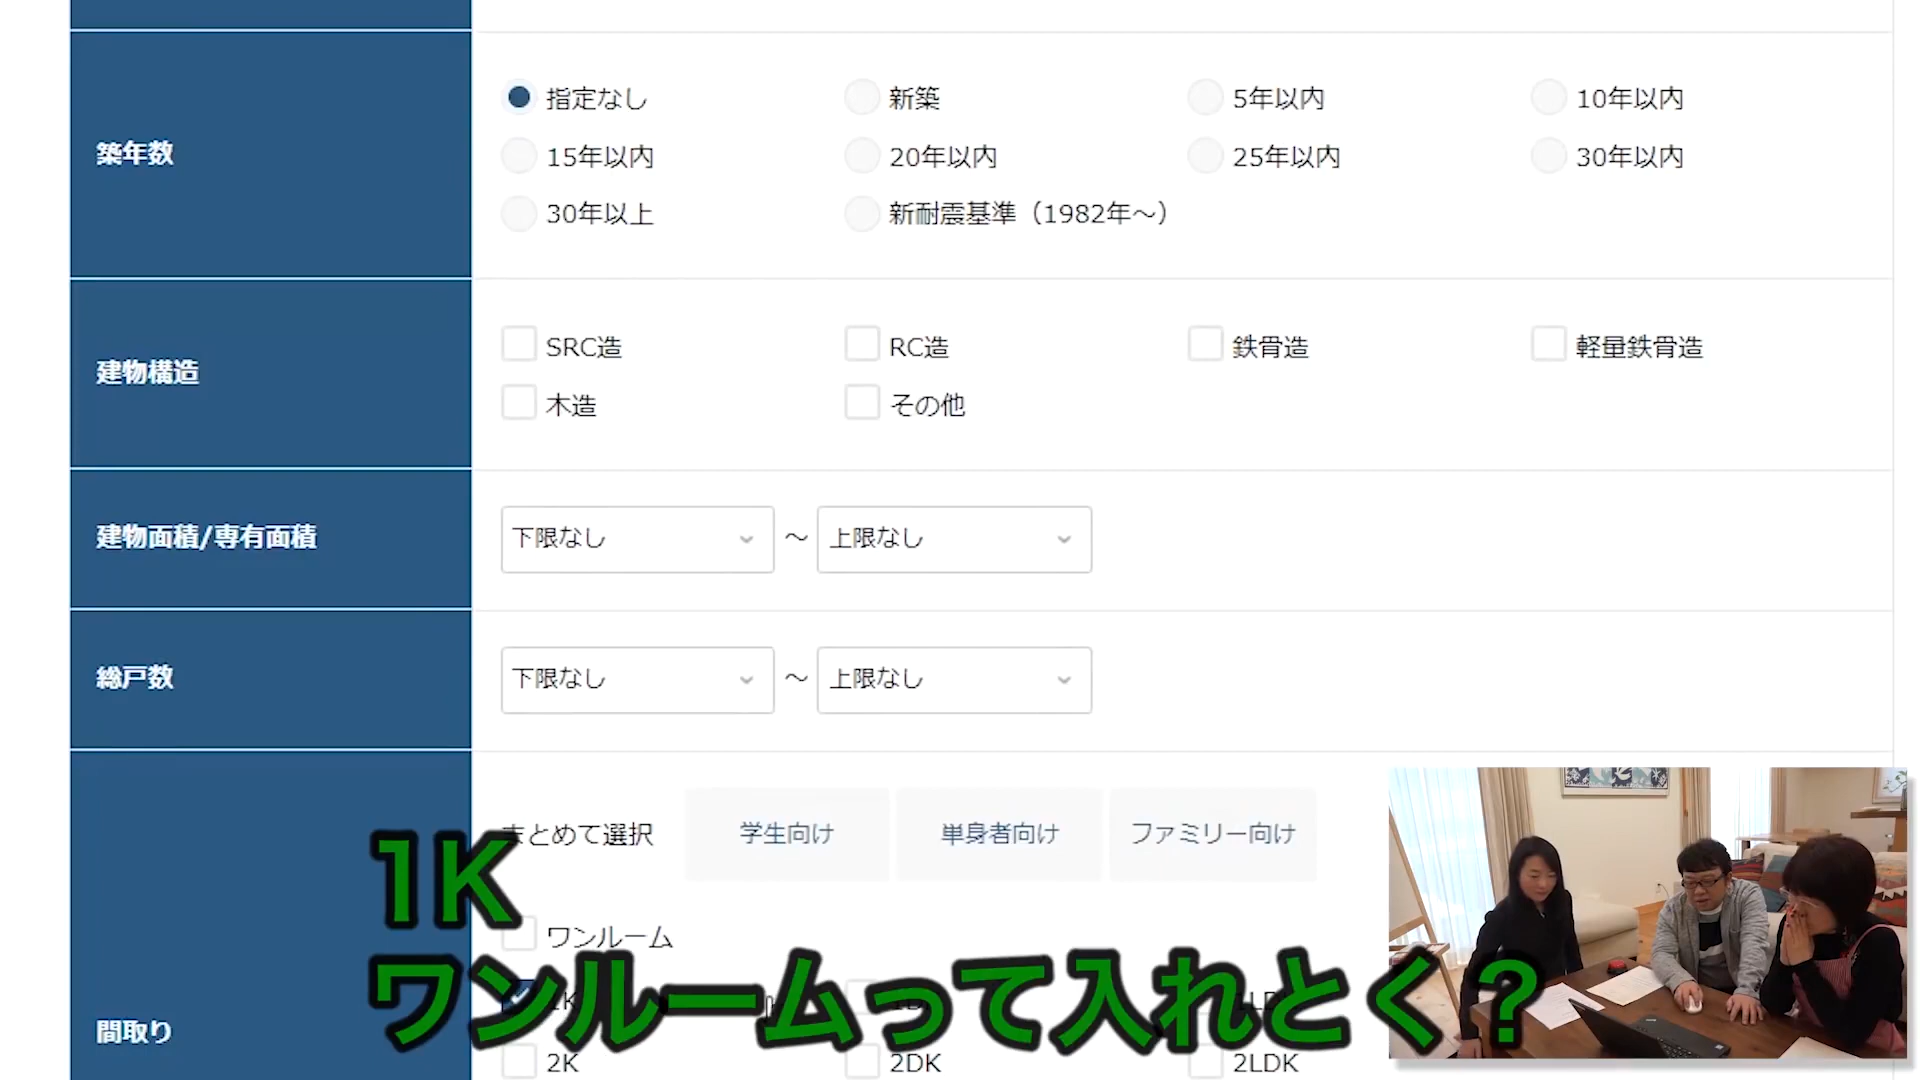 築年数
指定なし 新築 5年以内 10年以内
15年以内 20年以内 25年以内 30年以内
30年以上 新耐震基準（1982年～）
建物構造
SRC造 RC造 鉄骨造 軽量鉄骨造
木造 その他
建物面積/専有面積
下限なし ～ 上限なし
総戸数
下限なし ～ 上限なし
間取り
まとめて選択 学生向け 単身者向け ファミリー向け
ワンルーム
2K 2DK 2LDK
1K
ワンルームって入れとく？